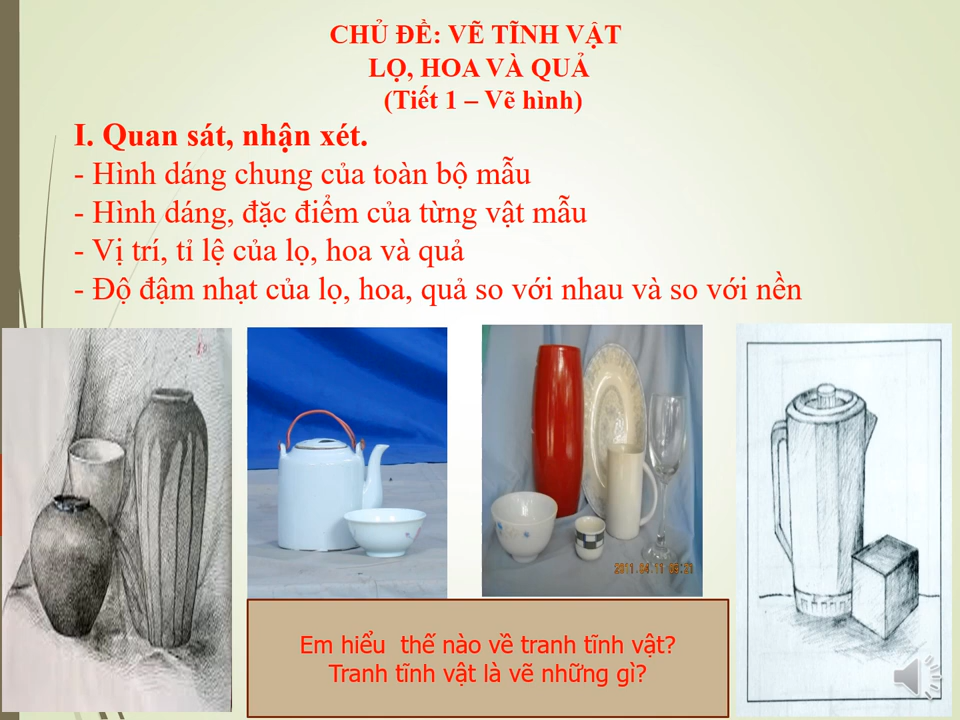 CHỦ ĐỀ: VẼ TĨNH VẬT
LỌ, HOA VÀ QUẢ
(Tiết 1 – Vẽ hình)
I. Quan sát, nhận xét.
- Hình dáng chung của toàn bộ mẫu
- Hình dáng, đặc điểm của từng vật mẫu
- Vị trí, tỉ lệ của lọ, hoa và quả
- Độ đậm nhạt của lọ, hoa, quả so với nhau và so với nền
Em hiểu thế nào về tranh tĩnh vật?
Tranh tĩnh vật là vẽ những gì?